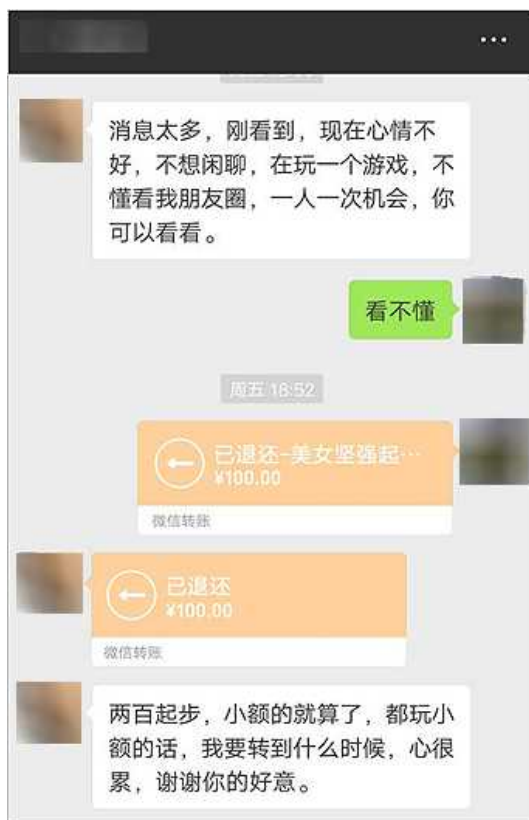 消息太多，刚看到，现在心情不
好，不想闲聊，在玩一个游戏，不
懂看我朋友圈，一人一次机会，你
可以看看。
看不懂
周五 18:52
已退还-美女坚强起…
¥100.00
微信转账
已退还
¥100.00
微信转账
两百起步，小额的就算了，都玩小
额的话，我要转到什么时候，心很
累，谢谢你的好意。